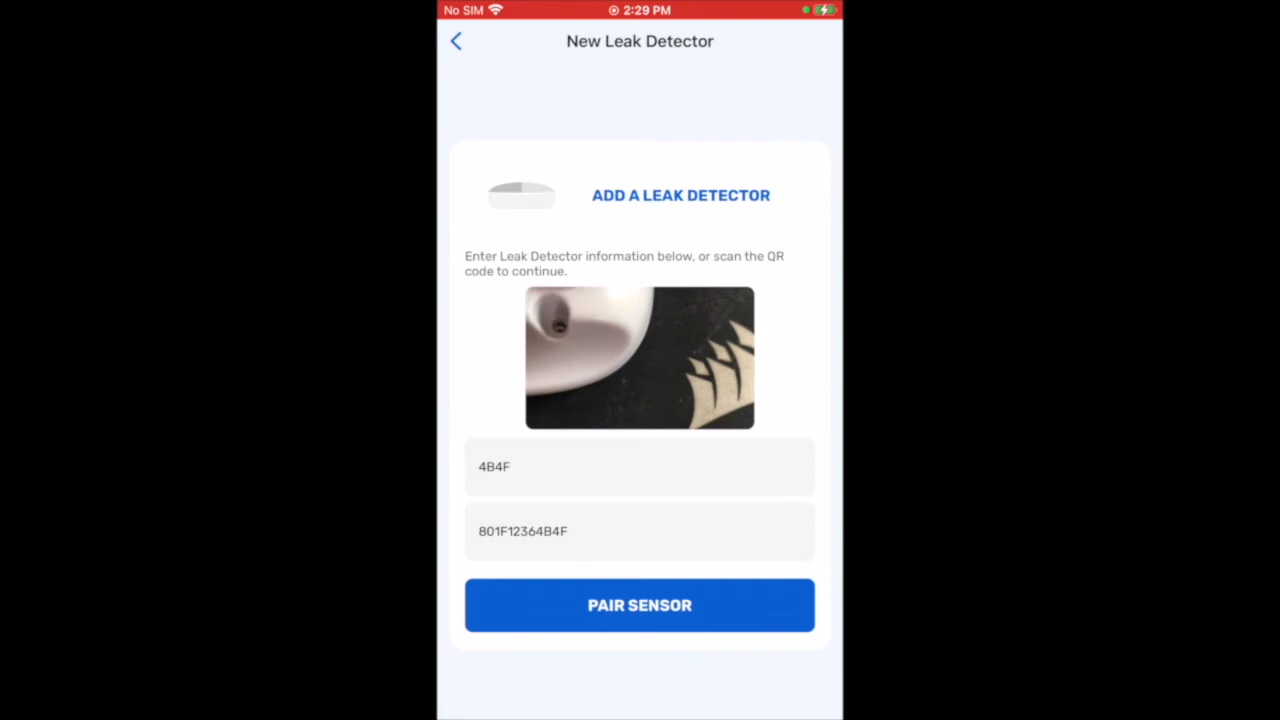 No SIM 2:29 PM
New Leak Detector
ADD A LEAK DETECTOR
Enter Leak Detector information below, or scan the QR
code to continue.
4B4F
801F12364B4F
PAIR SENSOR